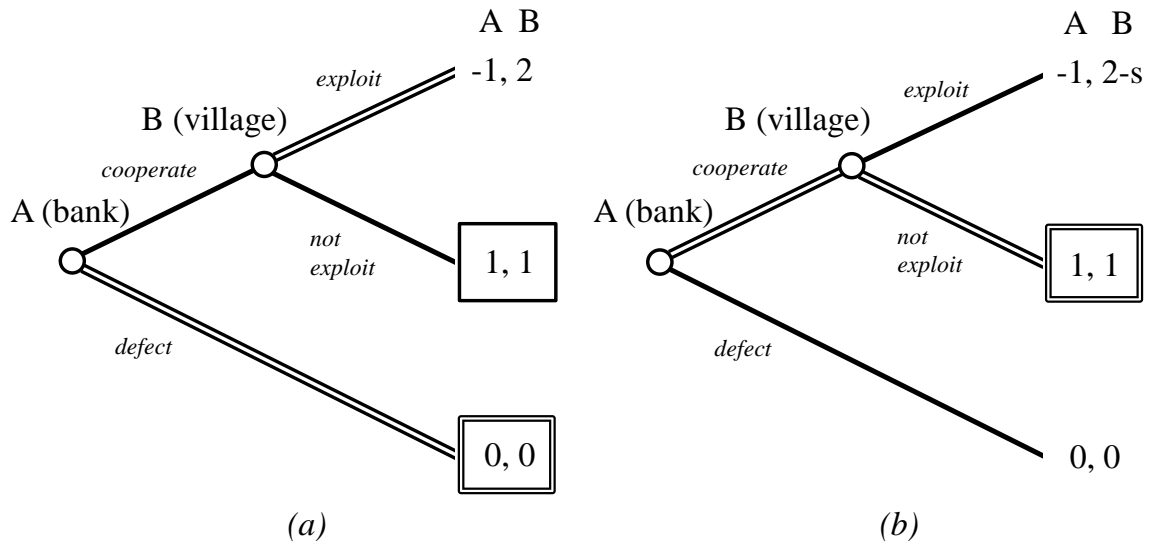 A B
exploit
-1, 2
B (village)
cooperate
A (bank)
not
exploit
1, 1
defect
0, 0
(a)
A B
exploit
-1, 2-s
B (village)
cooperate
A (bank)
not
exploit
1, 1
defect
0, 0
(b)